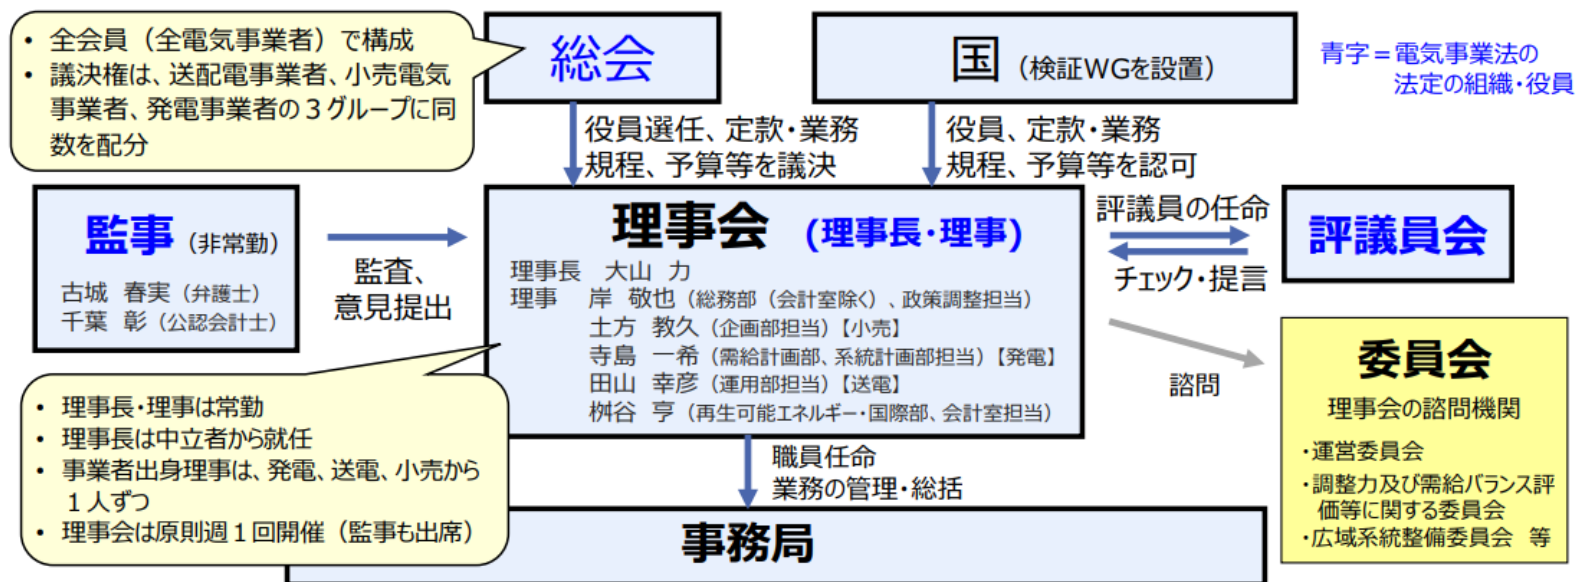 ・ 全会員（全電気事業者）で構成
・ 議決権は、送配電事業者、小売電気
事業者、発電事業者の３グループに同
数を配分
総会
国（検証WGを設置）
青字＝電気事業法の
法定の組織・役員
役員選任、定款・業務
規程、予算等を議決
役員、定款・業務
規程、予算等を認可
監事（非常勤）
古城 春実（弁護士）
千葉 彰（公認会計士）
監査、
意見提出
理事会 (理事長・理事)
理事長 大山 力
理事 岸 敬也（総務部（会計室除く）、政策調整担当）
土方 教久（企画部担当）【小売】
寺島 一希（需給計画部、系統計画部担当）【発電】
田山 幸彦（運用部担当）【送電】
桝谷 亨（再生可能エネルギー・国際部、会計室担当）
評議員の任命
チェック・提言
評議員会
諮問
委員会
理事会の諮問機関
・運営委員会
・調整力及び需給バランス評
価等に関する委員会
・広域系統整備委員会 等
・ 理事長・理事は常勤
・ 理事長は中立者から就任
・ 事業者出身理事は、発電、送電、小売から
１人ずつ
・ 理事会は原則週１回開催（監事も出席）
職員任命
業務の管理・総括
事務局